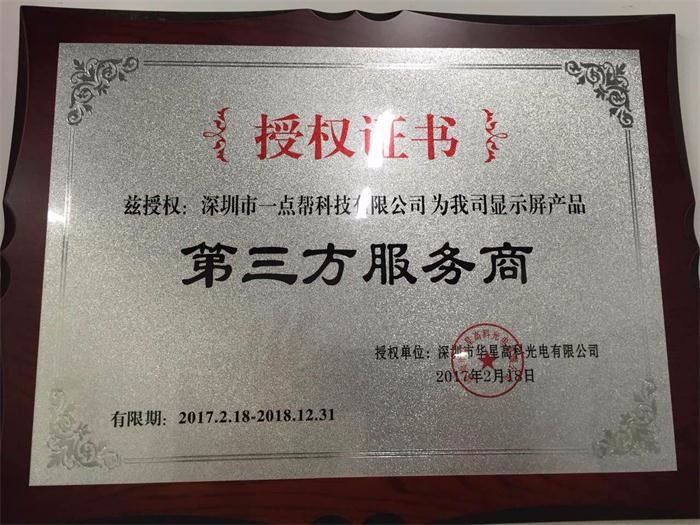 授权证书
兹授权：深圳市一点帮科技有限公司为我司显示屏产品
第三方服务商
授权单位：深圳市华星高科光电有限公司
2017年2月18日
有限期：2017.2.18-2018.12.31